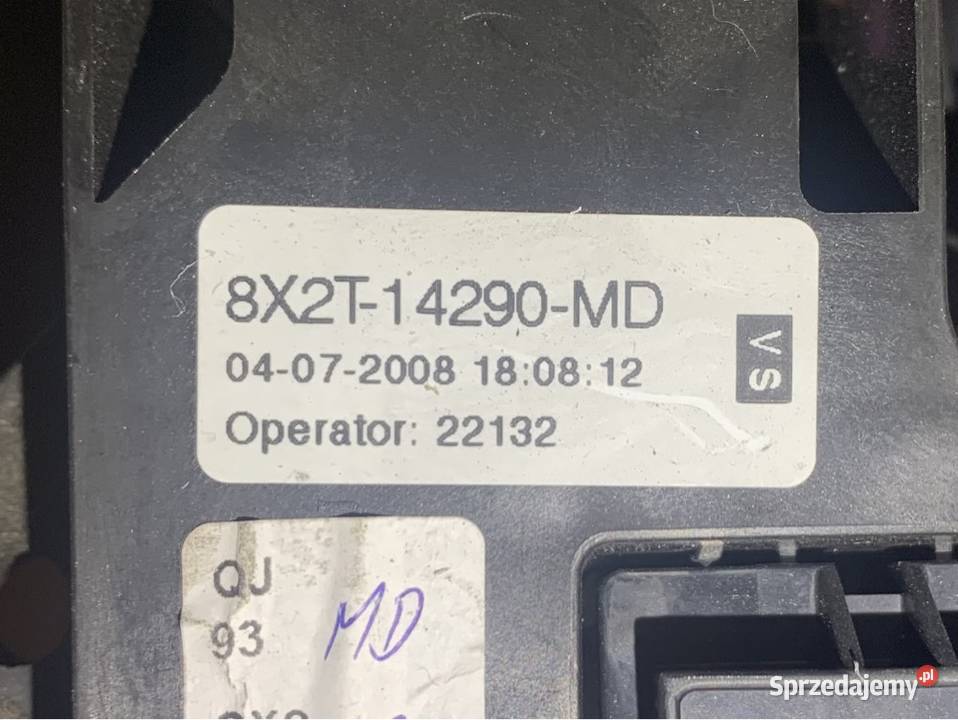 8X2T-14290-MD
04-07-2008 18:08:12
VS
Operator: 22132
QJ
93
MD
Sprzedajemy.pl